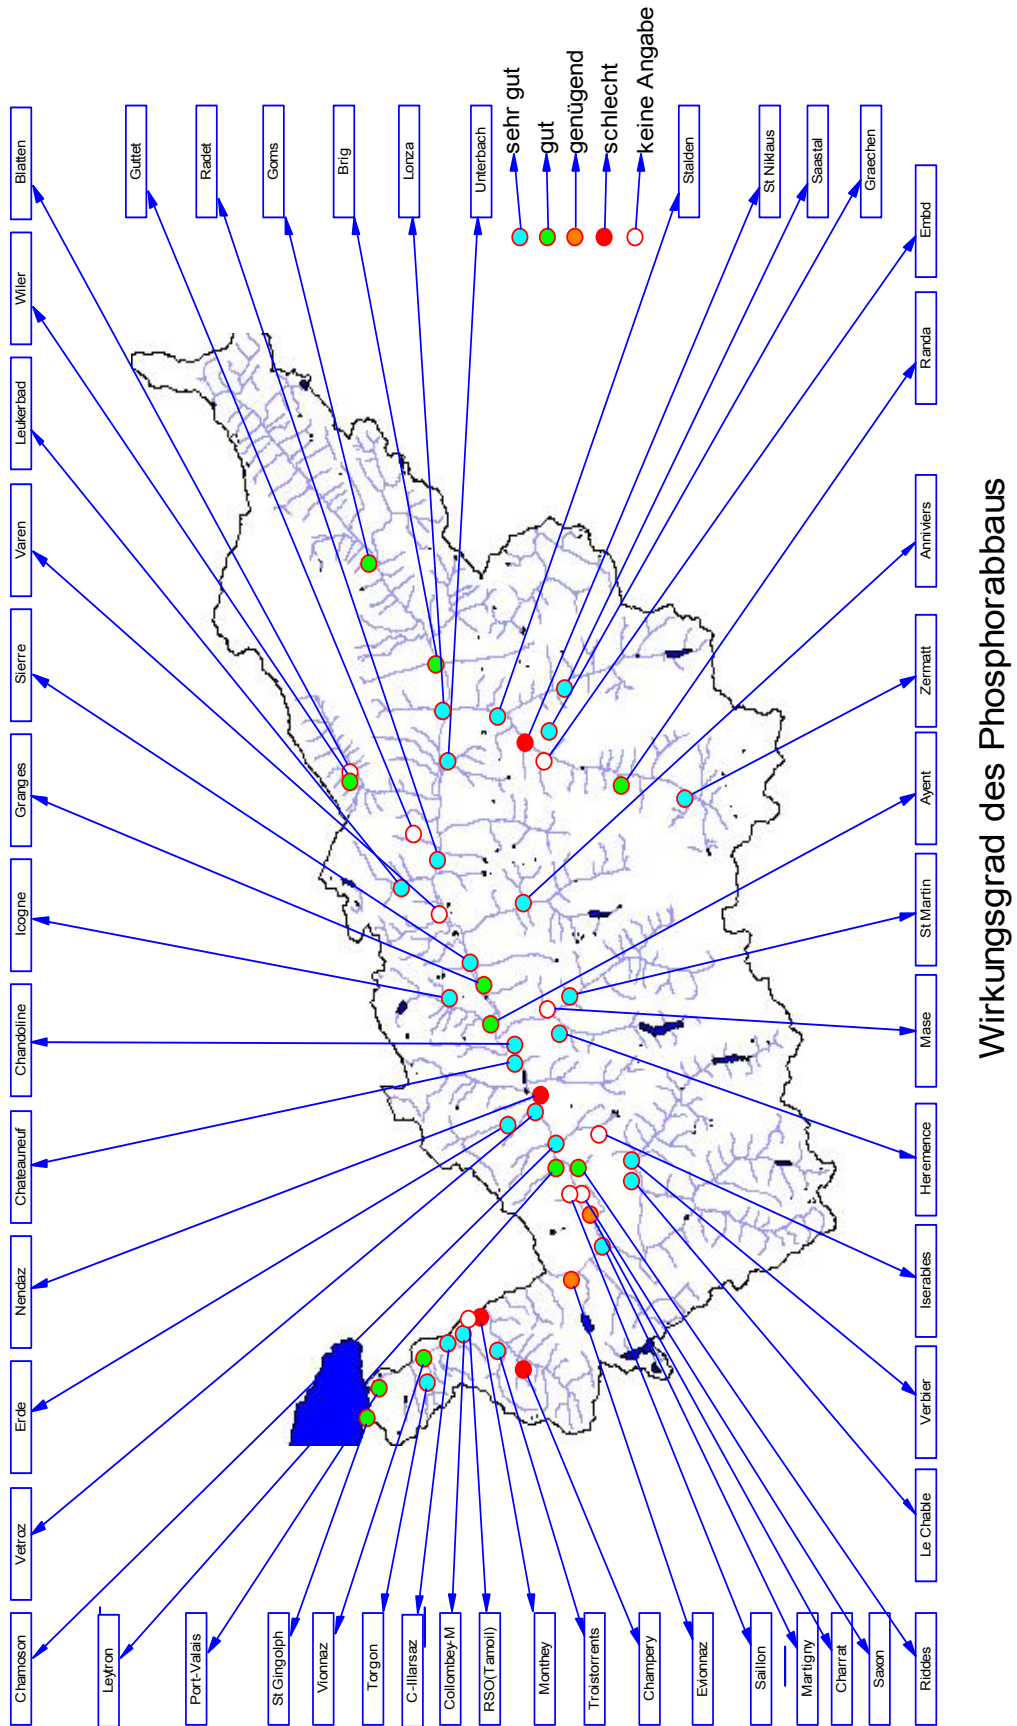 Chamoson
Vetroz
Erde
Nendaz
Chateauneuf
Chandoline
Icogne
Granges
Sierre
Varen
Leukerbad
Wiler
Blatten
Guttet
Radet
Goms
Brig
Lonza
Unterbach
sehr gut
gut
genügend
schlecht
keine Angabe
Stalden
St Niklaus
Saastal
Graechen
Leytron
Port-Valais
St Gingolph
Vionnaz
Torgon
C-Illarsaz
Collombey-M
RSO(Tamoil)
Monthey
Troistorrents
Champery
Evionnaz
Saillon
Martigny
Charrat
Saxon
Riddes
Le Chable
Verbier
Iserables
Heremence
Mase
St Martin
Ayent
Zermatt
Anniviers
Randa
Embd
Wirkungsgrad des Phosphorabbaus